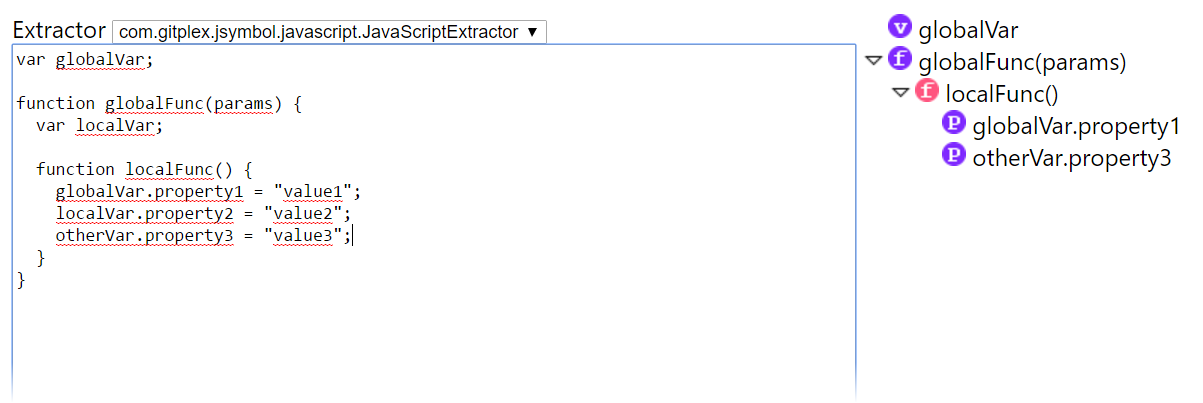 Extractor com.gitplex.jsymbol.javascript.JavaScriptExtractor ▼
var globalVar;
function globalFunc(params) {
  var localVar;
  function localFunc() {
    globalVar.property1 = "value1";
    localVar.property2 = "value2";
    otherVar.property3 = "value3";
  }
}
v globalVar
f globalFunc(params)
f localFunc()
P globalVar.property1
P otherVar.property3